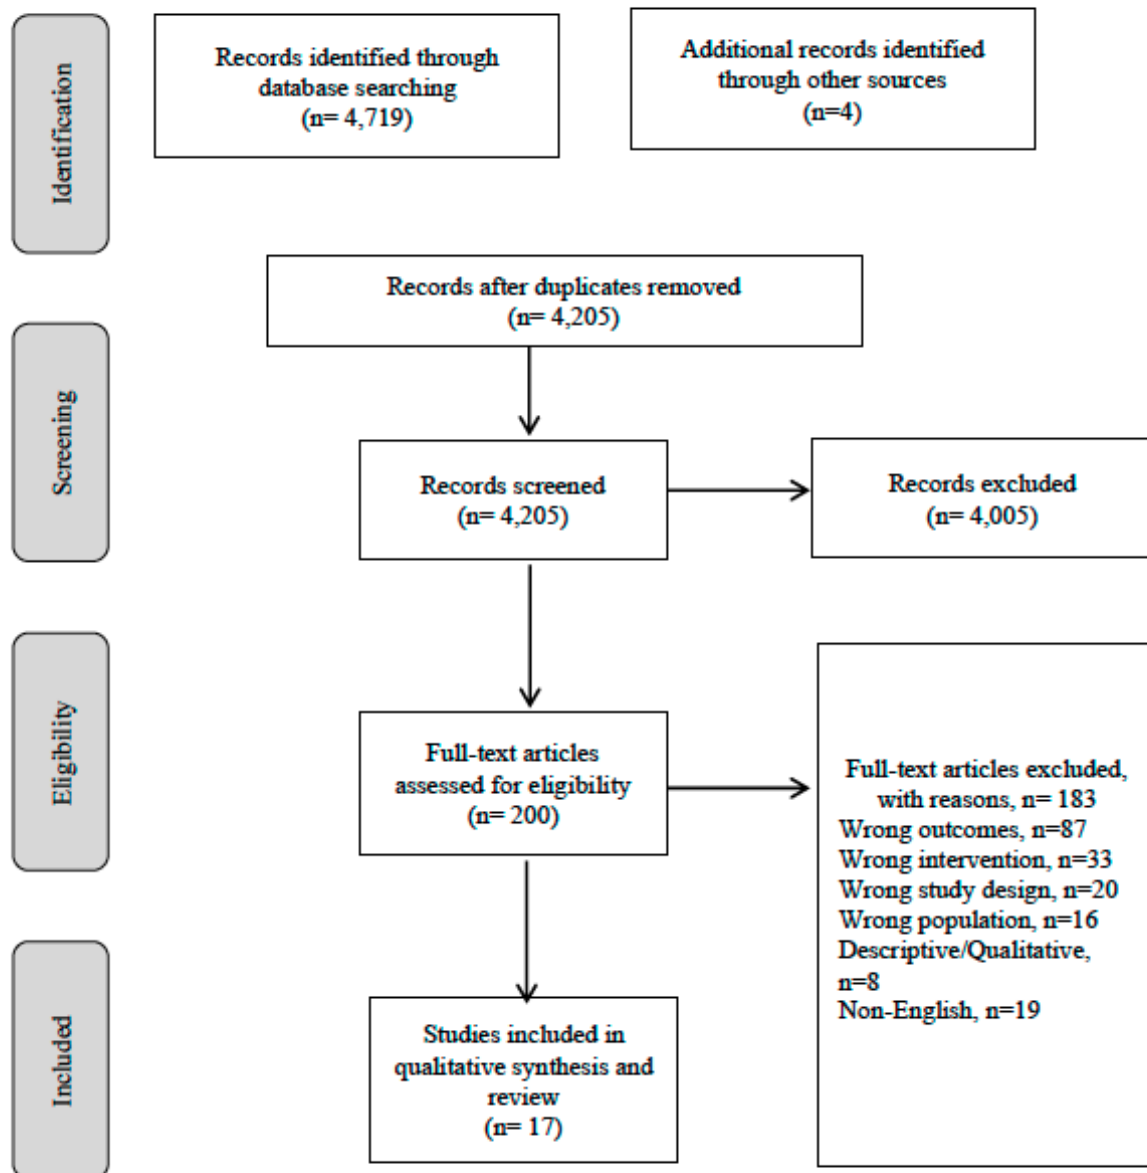 Identification
Records identified through
database searching
(n= 4,719)
Additional records identified
through other sources
(n=4)
Records after duplicates removed
(n= 4,205)
Screening
Records screened
(n= 4,205)
Records excluded
(n= 4,005)
Eligibility
Full-text articles
assessed for eligibility
(n= 200)
Full-text articles excluded,
with reasons, n= 183
Wrong outcomes, n=87
Wrong intervention, n=33
Wrong study design, n=20
Wrong population, n=16
Descriptive/Qualitative,
n=8
Non-English, n=19
Included
Studies included in
qualitative synthesis and
review
(n= 17)